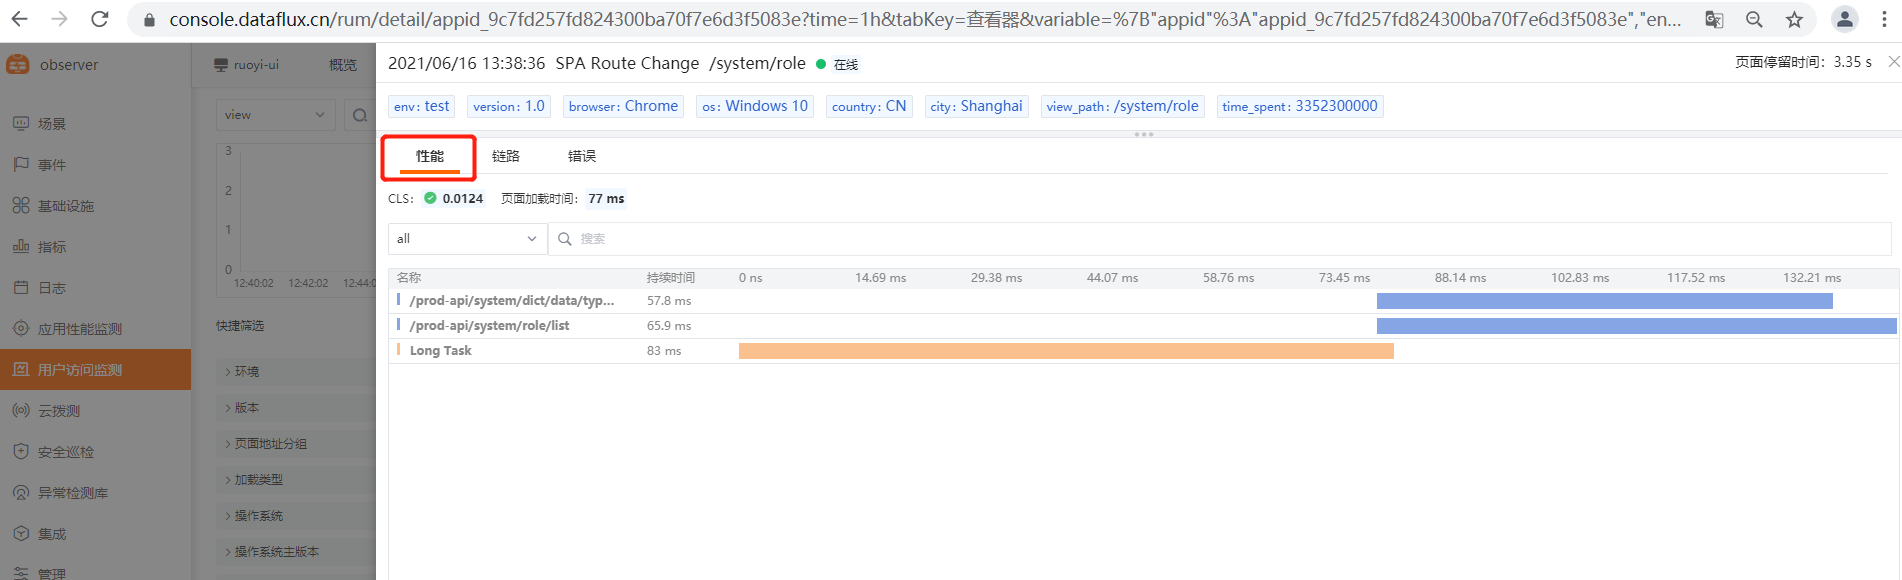 console.dataflux.cn/rum/detail/appid_9c7fd257fd824300ba70f7e6d3f5083e?time=1h&tabKey=查看器&variable=%7B"appid"%3A"appid_9c7fd257fd824300ba70f7e6d3f5083e","en...
observer
ruoyi-ui
概览
2021/06/16 13:38:36 SPA Route Change /system/role 在线
页面停留时间: 3.35 s
env: test version: 1.0 browser: Chrome os: Windows 10 country: CN city: Shanghai view_path: /system/role time_spent: 3352300000
场景
事件
基础设施
指标
日志
应用性能监测
用户访问监测
云拨测
安全巡检
异常检测库
集成
管理
view
3
2
1
0
12:40:02 12:42:02 12:44:0
快捷筛选
环境
版本
页面地址分组
加载类型
操作系统
操作系统主版本
性能 链路 错误
CLS: 0.0124 页面加载时间: 77 ms
all 搜索
名称 持续时间 0 ns 14.69 ms 29.38 ms 44.07 ms 58.76 ms 73.45 ms 88.14 ms 102.83 ms 117.52 ms 132.21 ms
/prod-api/system/dict/data/typ... 57.8 ms
/prod-api/system/role/list 65.9 ms
Long Task 83 ms